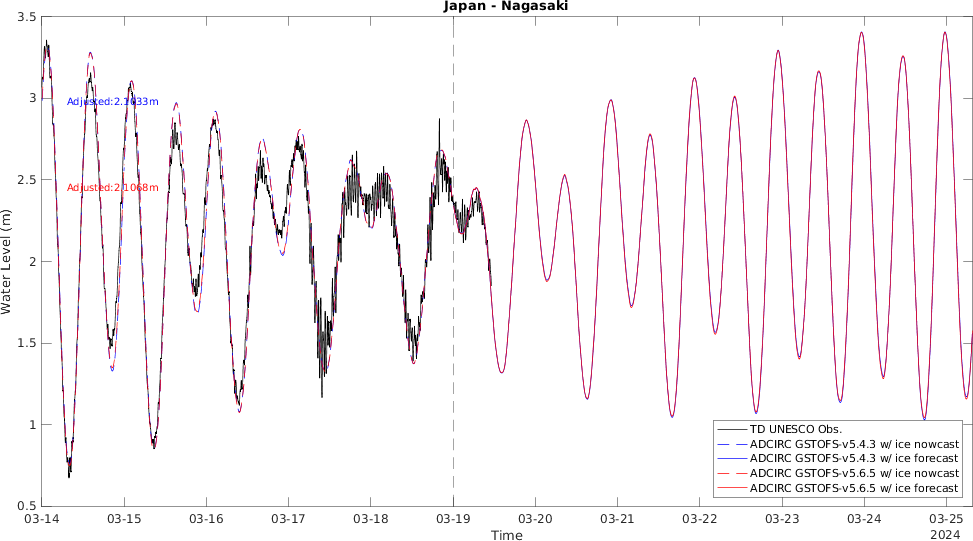 Japan - Nagasaki
3.5
3
2.5
2
1.5
1
0.5
Water Level (m)
Adjusted:2.1033m
Adjusted:2.1068m
TD UNESCO Obs.
ADCIRC GSTOFS-v5.4.3 w/ ice nowcast
ADCIRC GSTOFS-v5.4.3 w/ ice forecast
ADCIRC GSTOFS-v5.6.5 w/ ice nowcast
ADCIRC GSTOFS-v5.6.5 w/ ice forecast
03-14 03-15 03-16 03-17 03-18 03-19 03-20 03-21 03-22 03-23 03-24 03-25
2024
Time